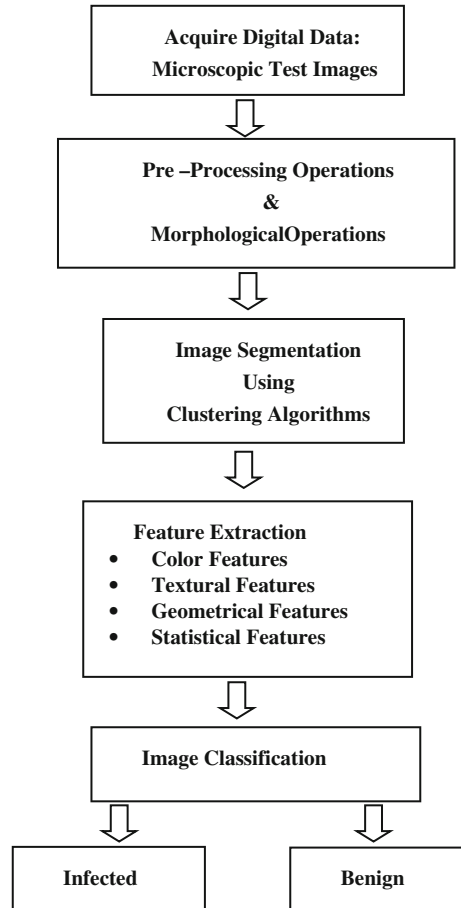 Acquire Digital Data:
Microscopic Test Images
Pre –Processing Operations
&
MorphologicalOperations
Image Segmentation
Using
Clustering Algorithms
Feature Extraction
• Color Features
• Textural Features
• Geometrical Features
• Statistical Features
Image Classification
Infected
Benign